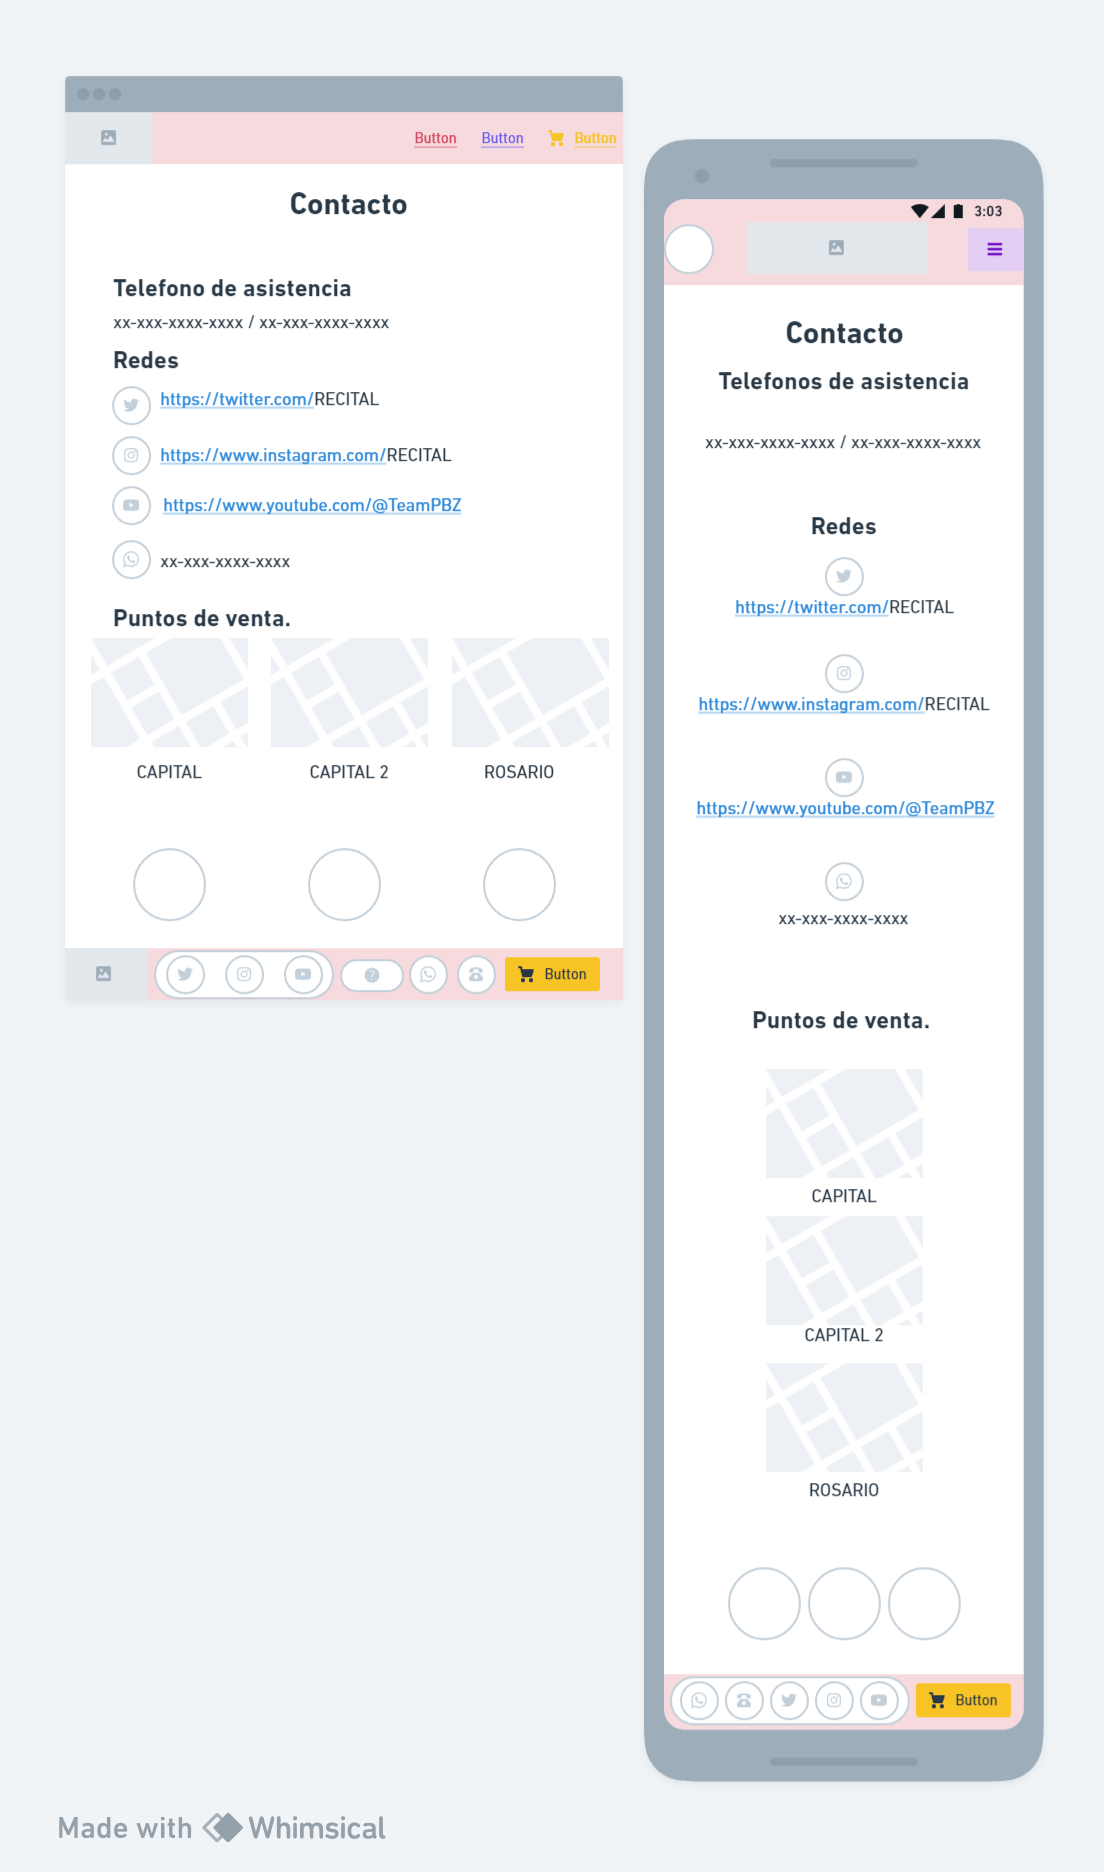 Button Button Button
Contacto
Telefono de asistencia
xx-xxx-xxxx-xxxx / xx-xxx-xxxx-xxxx
Redes
https://twitter.com/RECITAL
https://www.instagram.com/RECITAL
https://www.youtube.com/@TeamPBZ
xx-xxx-xxxx-xxxx
Puntos de venta.
CAPITAL CAPITAL 2 ROSARIO
Button
3:03
Contacto
Telefonos de asistencia
xx-xxx-xxxx-xxxx / xx-xxx-xxxx-xxxx
Redes
https://twitter.com/RECITAL
https://www.instagram.com/RECITAL
https://www.youtube.com/@TeamPBZ
xx-xxx-xxxx-xxxx
Puntos de venta.
CAPITAL
CAPITAL 2
ROSARIO
Button
Made with Whimsical